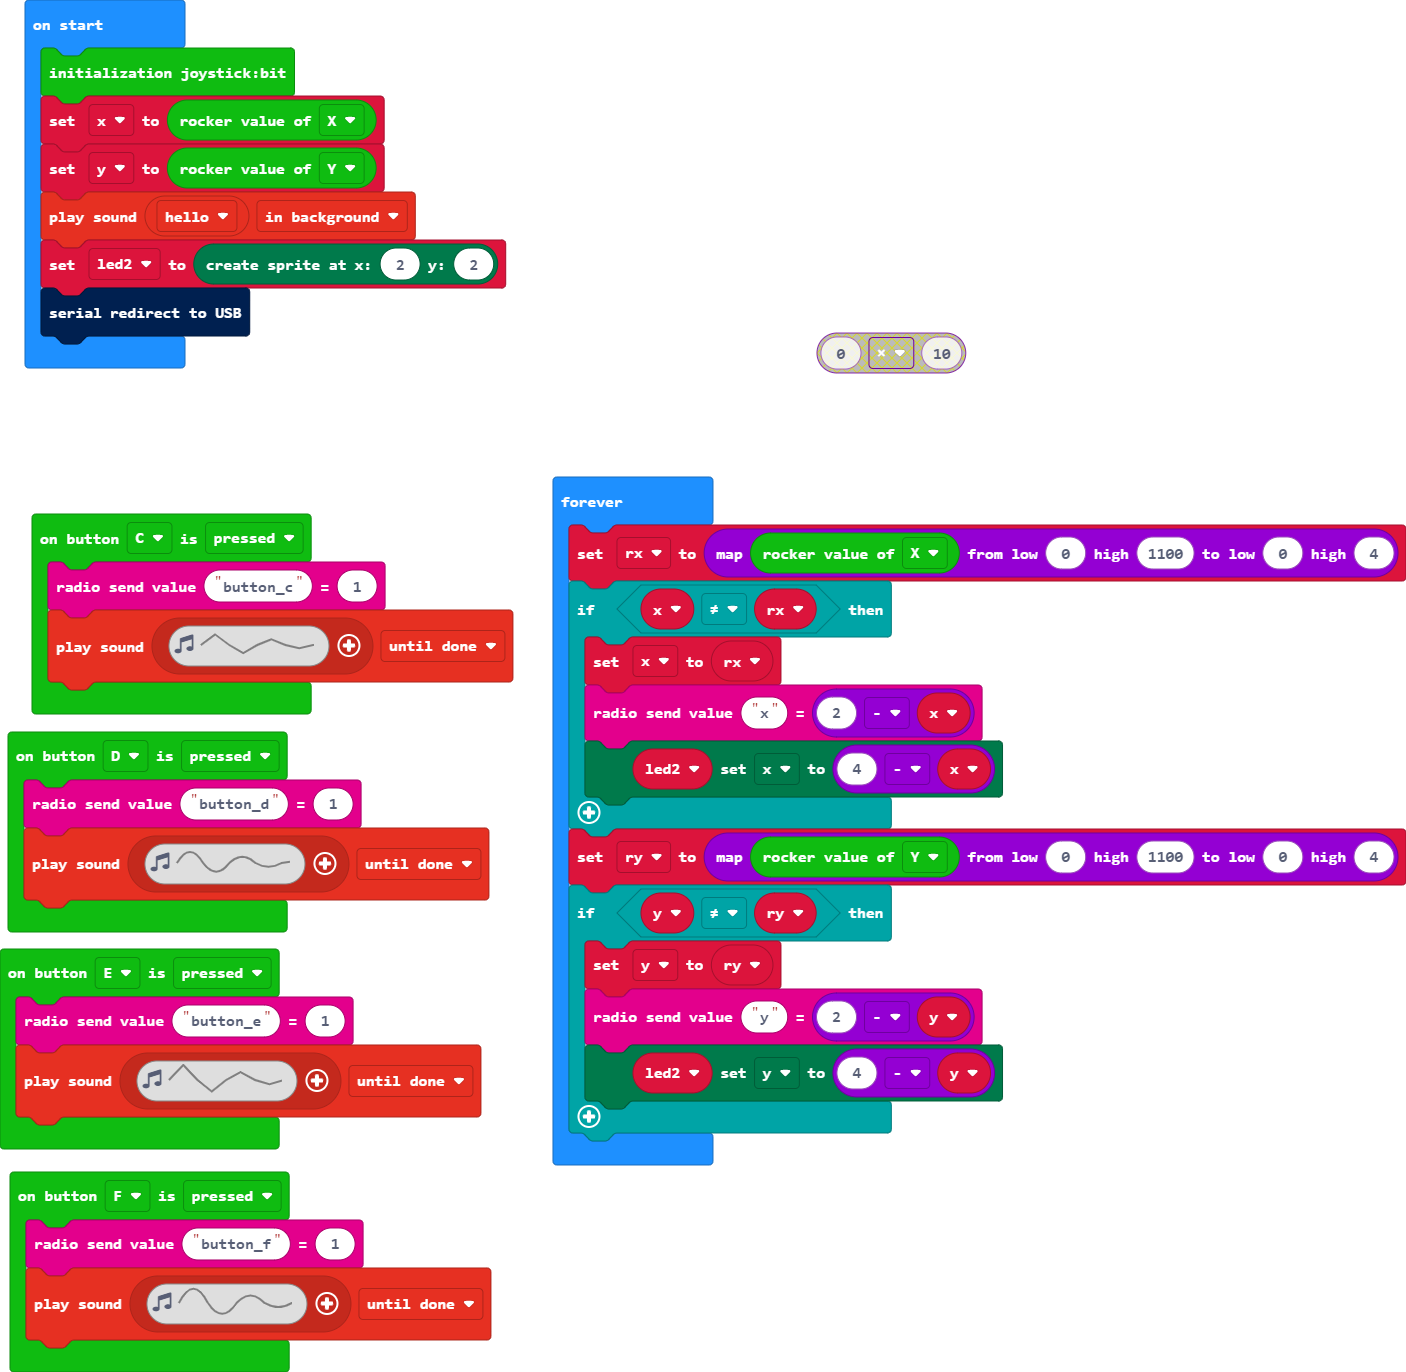 on start
initialization joystick:bit
set x to rocker value of X
set y to rocker value of Y
play sound hello in background
set led2 to create sprite at x: 2 y: 2
serial redirect to USB
0 × 10
on button C is pressed
radio send value "button_c" = 1
play sound until done
on button D is pressed
radio send value "button_d" = 1
play sound until done
on button E is pressed
radio send value "button_e" = 1
play sound until done
on button F is pressed
radio send value "button_f" = 1
play sound until done
forever
set rx to map rocker value of X from low 0 high 1100 to low 0 high 4
if x ≠ rx then
set x to rx
radio send value "x" = 2 - x
led2 set x to 4 - x
set ry to map rocker value of Y from low 0 high 1100 to low 0 high 4
if y ≠ ry then
set y to ry
radio send value "y" = 2 - y
led2 set y to 4 - y